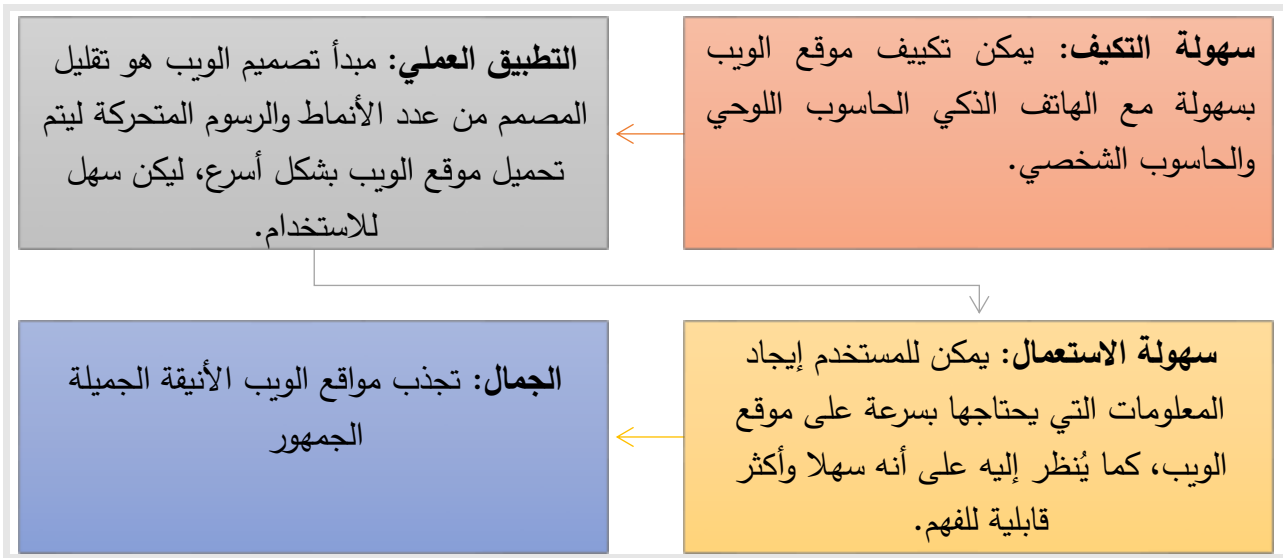 سهولة التكيف: يمكن تكييف موقع الويب
بسهولة مع الهاتف الذكي الحاسوب اللوحي
والحاسوب الشخصي.
التطبيق العملي: مبدأ تصميم الويب هو تقليل
المصمم من عدد الأنماط والرسوم المتحركة ليتم
تحميل موقع الويب بشكل أسرع، ليكن سهل
للاستخدام.
سهولة الاستعمال: يمكن للمستخدم إيجاد
المعلومات التي يحتاجها بسرعة على موقع
الويب، كما يُنظر إليه على أنه سهلا وأكثر
قابلية للفهم.
الجمال: تجذب مواقع الويب الأنيقة الجميلة
الجمهور